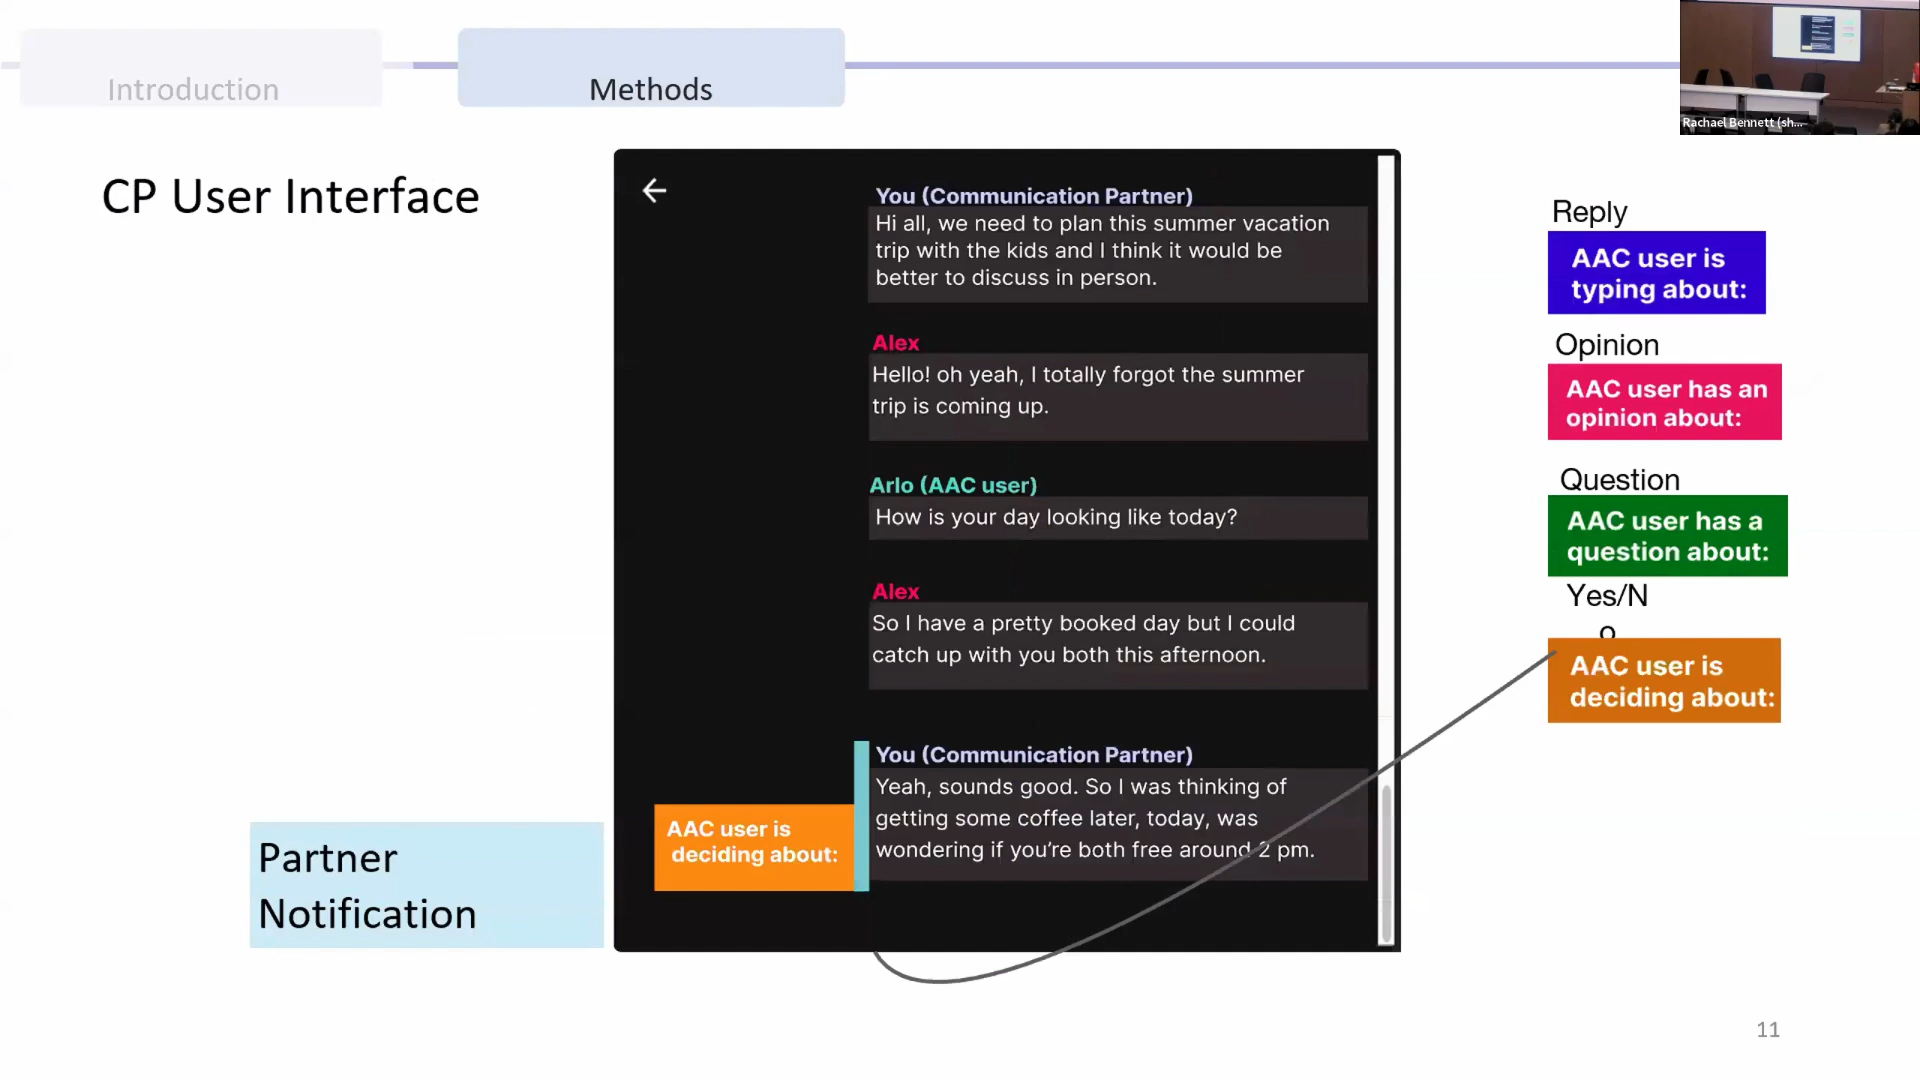 Introduction
Methods
Rachael Bennett (sh...
CP User Interface
You (Communication Partner)
Hi all, we need to plan this summer vacation
trip with the kids and I think it would be
better to discuss in person.
Alex
Hello! oh yeah, I totally forgot the summer
trip is coming up.
Arlo (AAC user)
How is your day looking like today?
Alex
So I have a pretty booked day but I could
catch up with you both this afternoon.
You (Communication Partner)
Yeah, sounds good. So I was thinking of
getting some coffee later, today, was
wondering if you’re both free around 2 pm.
AAC user is
deciding about:
Partner
Notification
Reply
AAC user is
typing about:
Opinion
AAC user has an
opinion about:
Question
AAC user has a
question about:
Yes/N
o
AAC user is
deciding about:
11